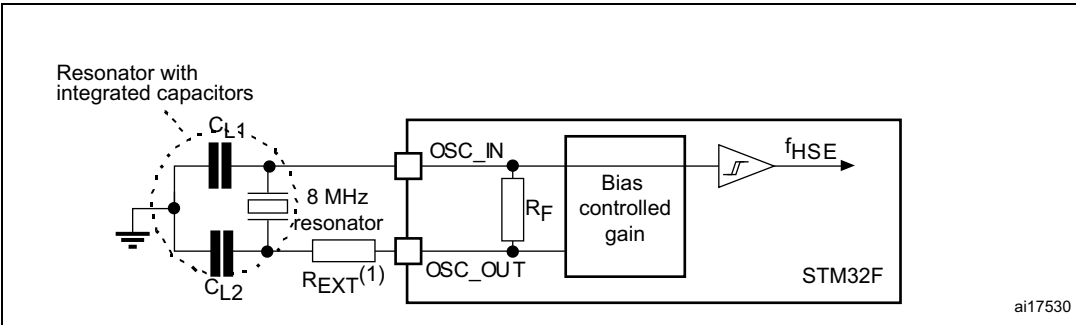 Resonator with
integrated capacitors
CL1
OSC_IN
fHSE
8 MHz
resonator
RF
Bias
controlled
gain
REXT(1)
OSC_OUT
CL2
STM32F
ai17530